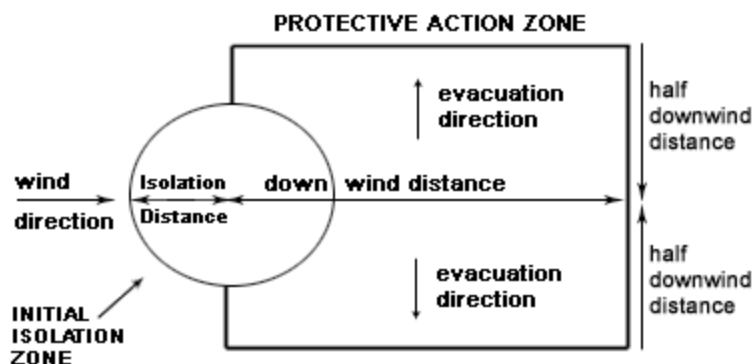 PROTECTIVE ACTION ZONE
evacuation
direction
half
downwind
distance
wind
direction
Isolation
Distance
down wind distance
evacuation
direction
half
downwind
distance
INITIAL
ISOLATION
ZONE